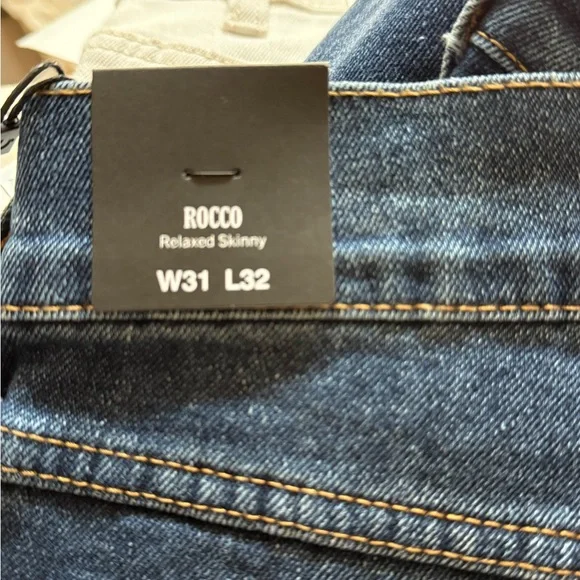 ROCCO
Relaxed Skinny
W31 L32